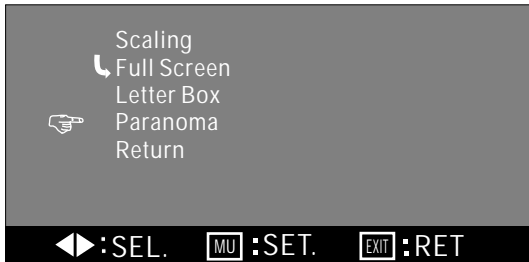 Scaling
Full Screen
Letter Box
Paranoma
Return
:SEL. MU :SET. EXIT :RET